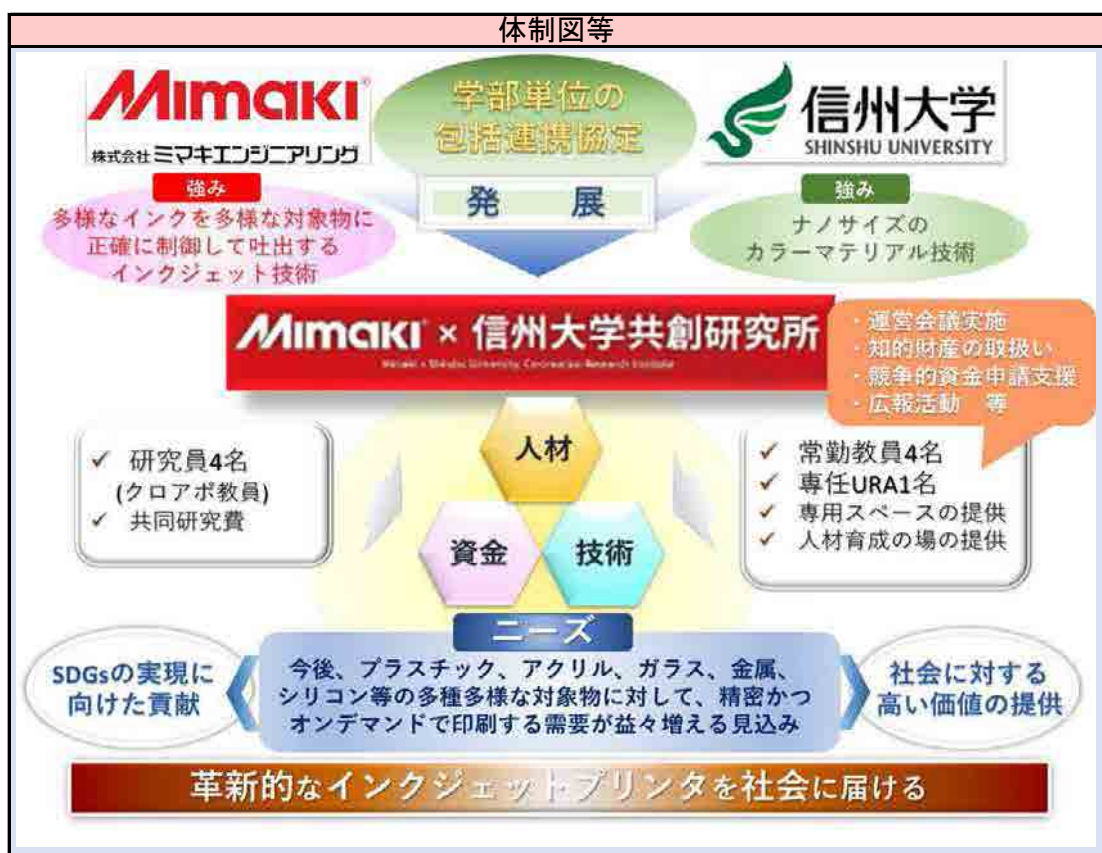 体制図等
Mimaki
株式会社ミマキエンジニアリング
学部単位の
包括連携協定
信州大学
SHINSHU UNIVERSITY
発 展
強み
多様なインクを多様な対象物に
正確に制御して吐出する
インクジェット技術
強み
ナノサイズの
カラーマテリアル技術
Mimaki × 信州大学共創研究所
Mimaki × Shinshu University, Co-creation Research Institute
・運営会議実施
・知的財産の取扱い
・競争的資金申請支援
・広報活動 等
✓ 研究員4名
(クロアポ教員)
✓ 共同研究費
人材
資金
技術
✓ 常勤教員4名
✓ 専任URA1名
✓ 専用スペースの提供
✓ 人材育成の場の提供
ニーズ
SDGsの実現に
向けた貢献
今後、プラスチック、アクリル、ガラス、金属、
シリコン等の多種多様な対象物に対して、精密かつ
オンデマンドで印刷する需要が益々増える見込み
社会に対する
高い価値の提供
革新的なインクジェットプリンタを社会に届ける